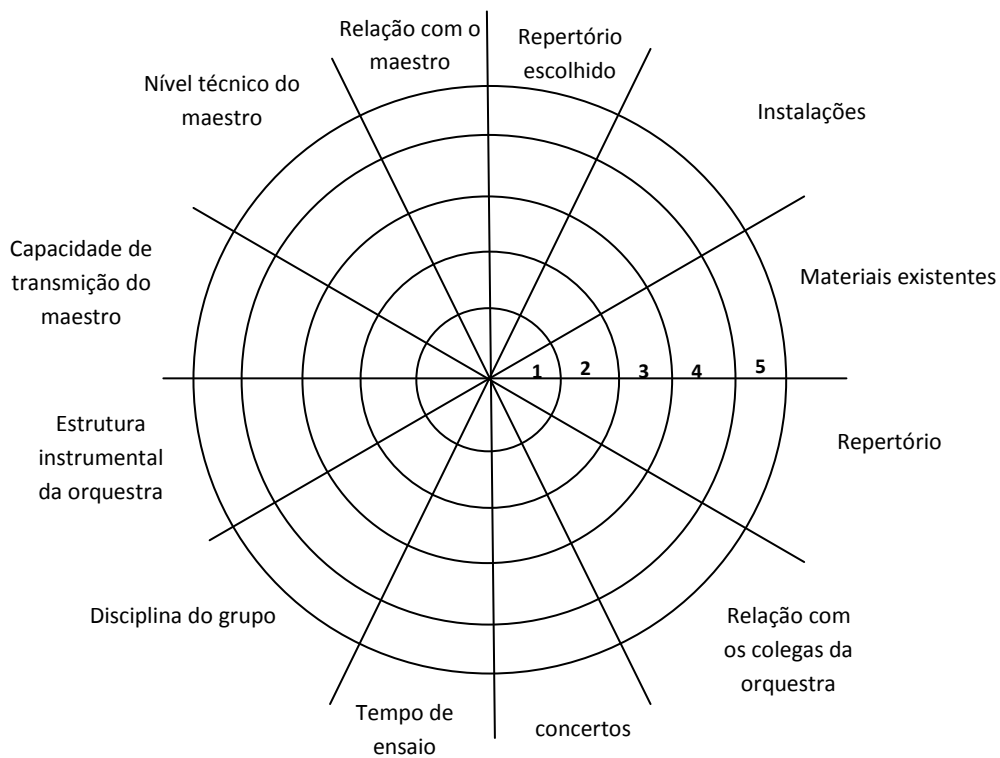 Relação com o
maestro
Repertório
escolhido
Nível técnico do
maestro
Instalações
Capacidade de
transmição do
maestro
Materiais existentes
1 2 3 4 5
Estrutura
instrumental
da orquestra
Repertório
Disciplina do grupo
Relação com
os colegas da
orquestra
Tempo de
ensaio
concertos